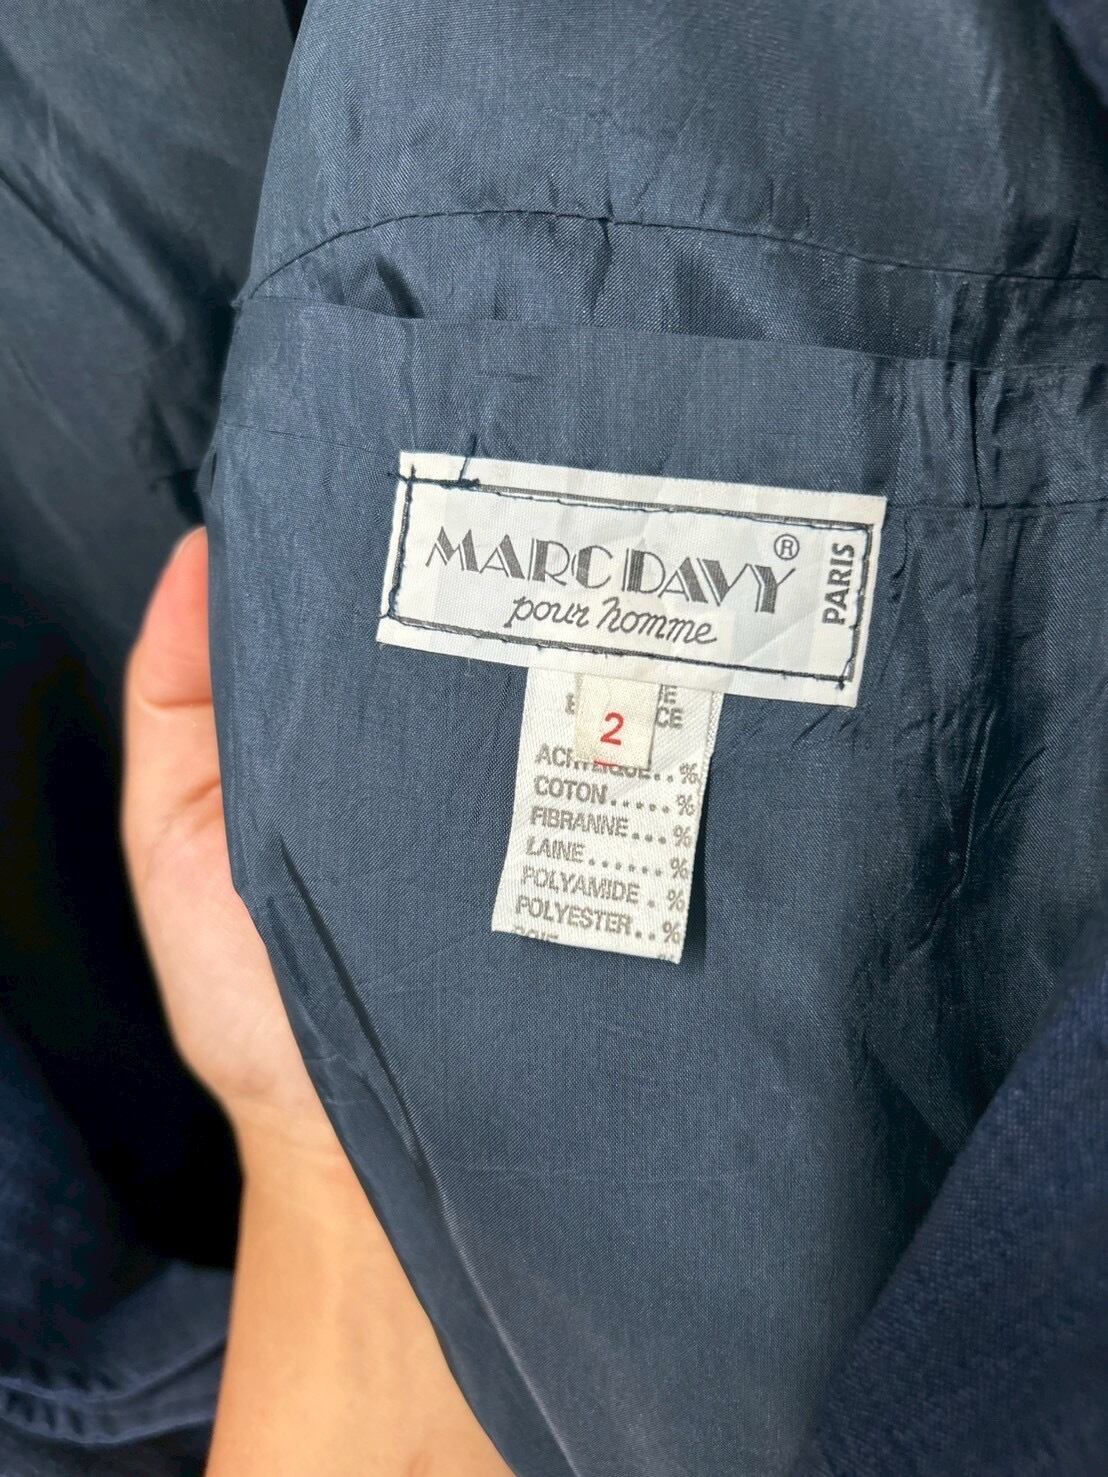 MARC DAVY ®
pour homme
PARIS
2
COTON.....%
FIBRANNE...%
LAINE......%
POLYAMIDE . %
POLYESTER..%